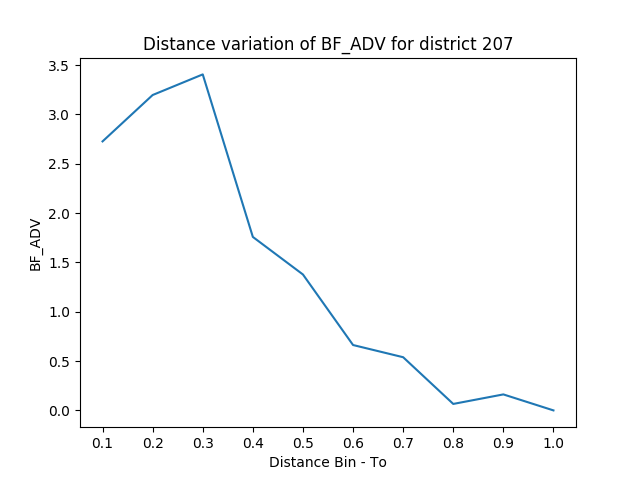 Distance variation of BF_ADV for district 207
3.5
3.0
2.5
2.0
1.5
1.0
0.5
0.0
BF_ADV
0.1 0.2 0.3 0.4 0.5 0.6 0.7 0.8 0.9 1.0
Distance Bin - To